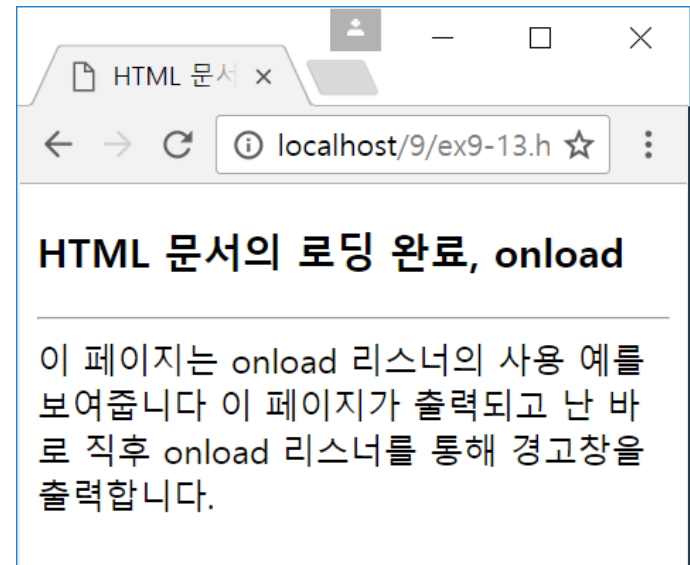 HTML 문서
localhost/9/ex9-13.h
HTML 문서의 로딩 완료, onload
이 페이지는 onload 리스너의 사용 예를
보여줍니다 이 페이지가 출력되고 난 바
로 직후 onload 리스너를 통해 경고창을
출력합니다.